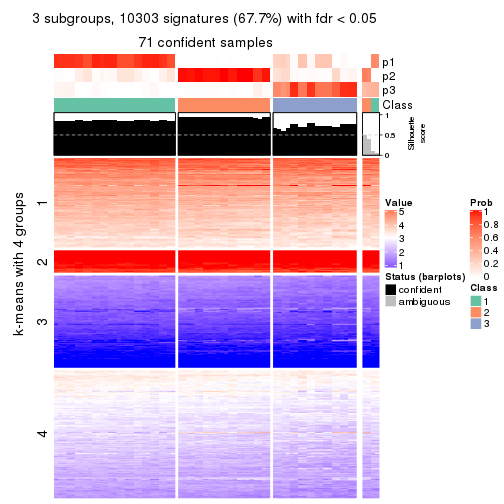 3 subgroups, 10303 signatures (67.7%) with fdr < 0.05
71 confident samples
p1
p2
p3
Class
1
0.5
0
Silhouette
score
k-means with 4 groups
1
2
3
4
Value
5
4
3
2
1
Status (barplots)
confident
ambiguous
Prob
1
0.8
0.6
0.4
0.2
0
Class
1
2
3